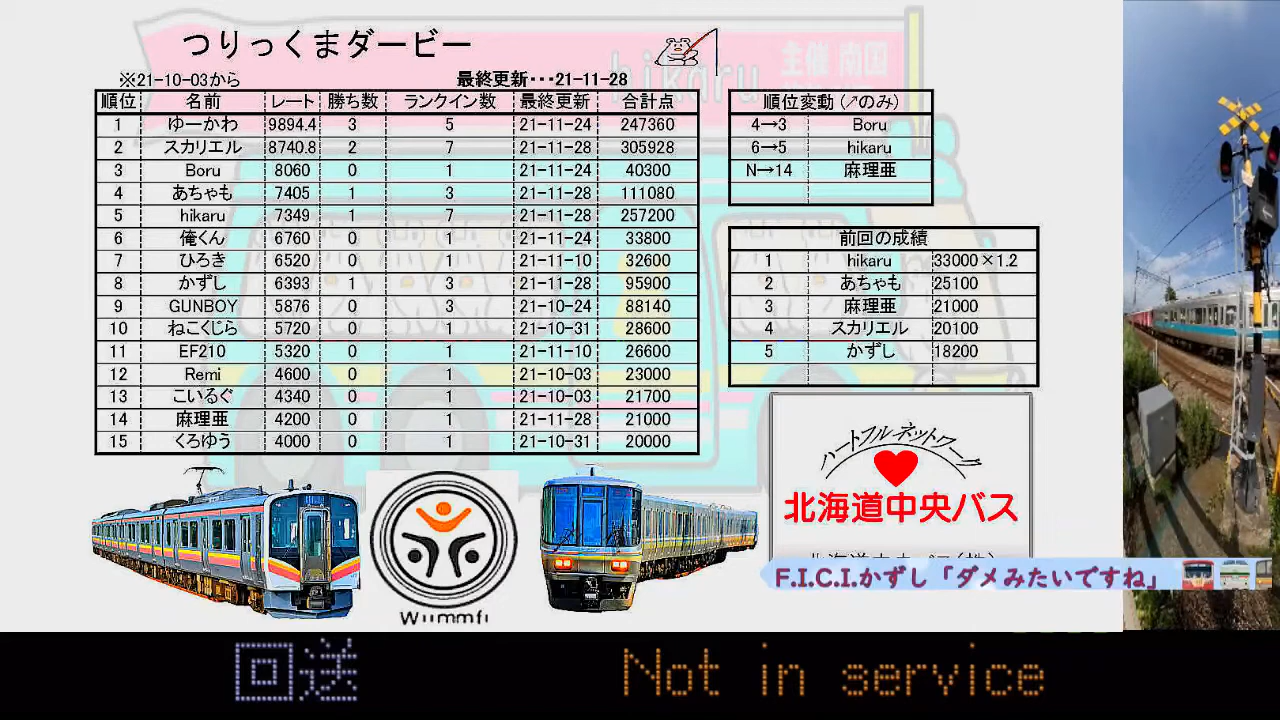 つりっくまダービー
hikaru
主催 南国
※21-10-03から
最終更新・・・21-11-28
順位 名前 レート 勝ち数 ランクイン数 最終更新 合計点
1 ゆーかわ 9894.4 3 5 21-11-24 247360
2 スカリエル 8740.8 2 7 21-11-28 305928
3 Boru 8060 0 1 21-11-24 40300
4 あちゃも 7405 1 3 21-11-28 111080
5 hikaru 7349 1 7 21-11-28 257200
6 俺くん 6760 0 1 21-11-24 33800
7 ひろき 6520 0 1 21-11-10 32600
8 かずし 6393 1 3 21-11-28 95900
9 GUNBOY 5876 0 3 21-10-24 88140
10 ねこくじら 5720 0 1 21-10-31 28600
11 EF210 5320 0 1 21-11-10 26600
12 Remi 4600 0 1 21-10-03 23000
13 こいるぐ 4340 0 1 21-10-03 21700
14 麻理亜 4200 0 1 21-11-28 21000
15 くろゆう 4000 0 1 21-10-31 20000
順位変動(↗のみ)
4→3 Boru
6→5 hikaru
N→14 麻理亜
前回の成績
1 hikaru 33000×1.2
2 あちゃも 25100
3 麻理亜 21000
4 スカリエル 20100
5 かずし 18200
ハートフルネットワーク
北海道中央バス
Wummfi
F.I.C.I.かずし「ダメみたいですね」
回送 Not in service